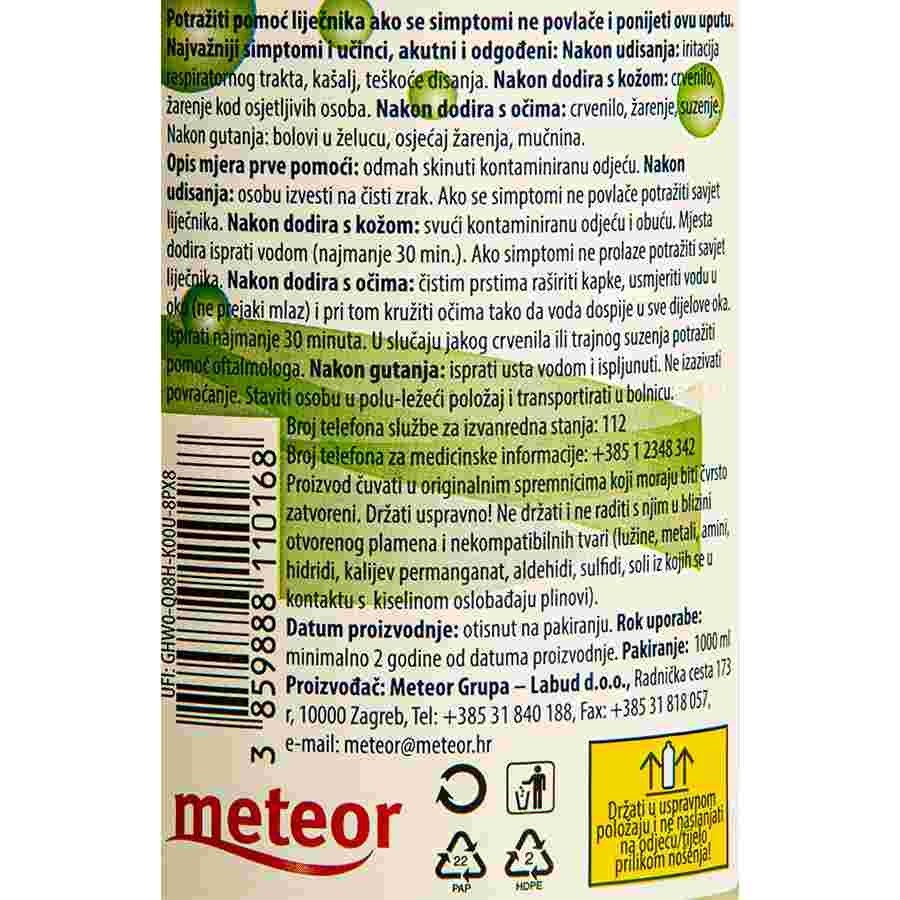 Potražiti pomoć liječnika ako se simptomi ne povlače i ponijeti ovu uputu.
Najvažniji simptomi i učinci, akutni i odgođeni: Nakon udisanja: iritacija
respiratornog trakta, kašalj, teškoće disanja. Nakon dodira s kožom: crvenilo,
žarenje kod osjetljivih osoba. Nakon dodira s očima: crvenilo, žarenje, suzenje.
Nakon gutanja: bolovi u želucu, osjećaj žarenja, mučnina.
Opis mjera prve pomoći: odmah skinuti kontaminiranu odjeću. Nakon
udisanja: osobu izvesti na čisti zrak. Ako se simptomi ne povlače potražiti savjet
liječnika. Nakon dodira s kožom: svući kontaminiranu odjeću i obuću. Mjesta
dodira isprati vodom (najmanje 30 min.). Ako simptomi ne prolaze potražiti savjet
liječnika. Nakon dodira s očima: čistim prstima raširiti kapke, usmjeriti vodu u
oko (ne prejaki mlaz) i pri tom kružiti očima tako da voda dospije u sve dijelove oka.
Ispirati najmanje 30 minuta. U slučaju jakog crvenila ili trajnog suzenja potražiti
pomoć oftalmologa. Nakon gutanja: isprati usta vodom i ispljunuti. Ne izazivati
povraćanje. Staviti osobu u polu-ležeći položaj i transportirati u bolnicu.
Broj telefona službe za izvanredna stanja: 112
Broj telefona za medicinske informacije: +385 1 2348 342
Proizvod čuvati u originalnim spremnicima koji moraju biti čvrsto
zatvoreni. Držati uspravno! Ne držati i ne raditi s njim u blizini
otvorenog plamena i nekompatibilnih tvari (lužine, metali, amini,
hidridi, kalijev permanganat, aldehidi, sulfidi, soli iz kojih se u
kontaktu s kiselinom oslobađaju plinovi).
Datum proizvodnje: otisnut na pakiranju. Rok uporabe:
minimalno 2 godine od datuma proizvodnje. Pakiranje: 1000 ml
Proizvođač: Meteor Grupa – Labud d.o.o., Radnička cesta 173
r, 10000 Zagreb, Tel: +385 31 840 188, Fax: +385 31 818 057,
e-mail: meteor@meteor.hr
UFI: GHW0-Q08H-K00U-8PX8
3 859888 110168
meteor
22
PAP
2
HDPE
Držati u uspravnom
položaju i ne naslanjati
na odjeću/tijelo
prilikom nošenja!